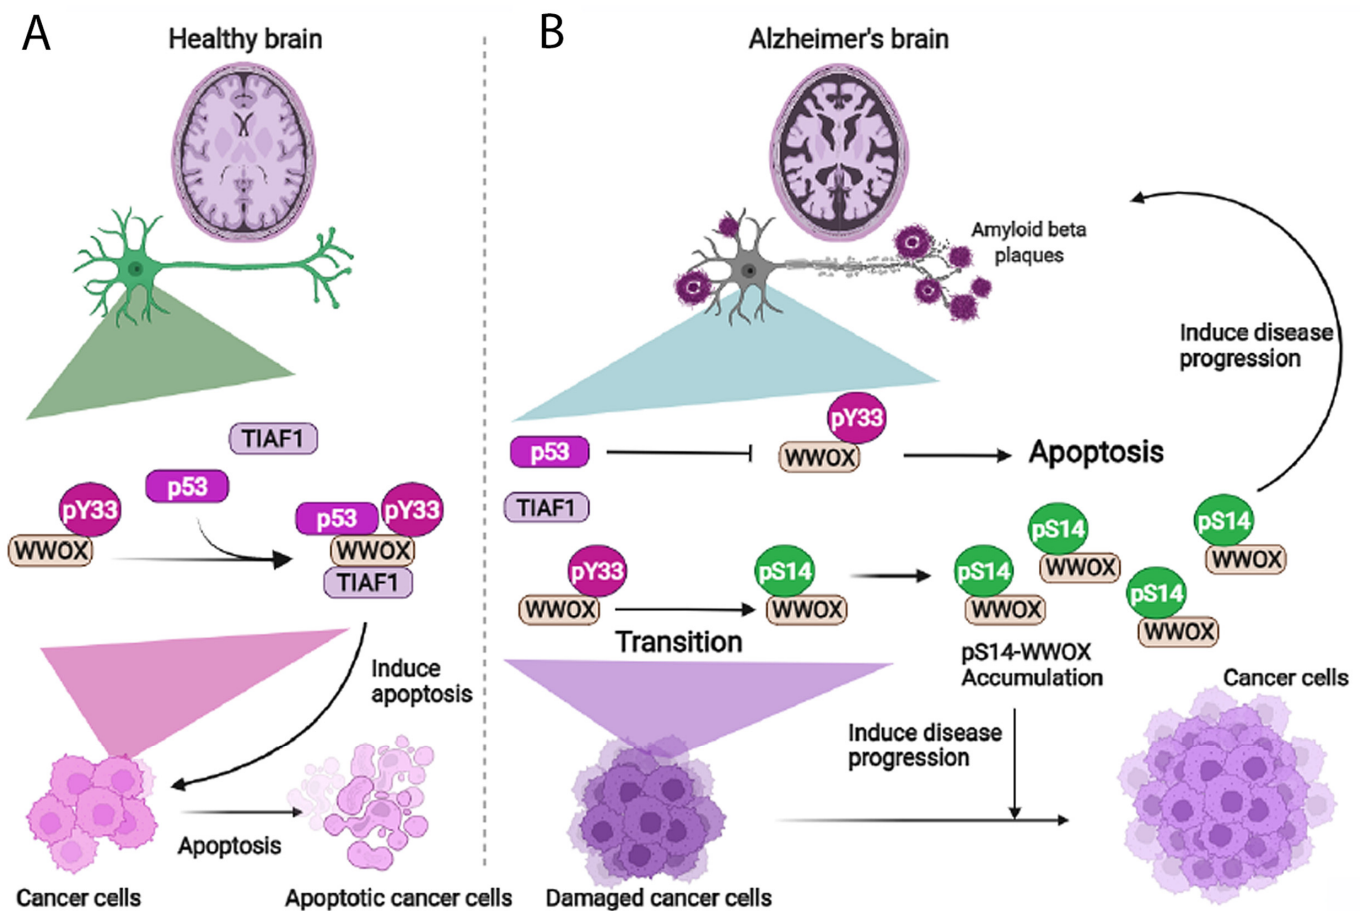 A
Healthy brain
TIAF1
p53
pY33
WWOX
p53
pY33
WWOX
TIAF1
Induce
apoptosis
Apoptosis
Cancer cells
Apoptotic cancer cells
B
Alzheimer's brain
Amyloid beta
plaques
Induce disease
progression
p53
pY33
WWOX
Apoptosis
TIAF1
pY33
WWOX
Transition
pS14
WWOX
pS14
WWOX
pS14
WWOX
pS14
WWOX
pS14
WWOX
pS14-WWOX
Accumulation
Induce disease
progression
Damaged cancer cells
Cancer cells